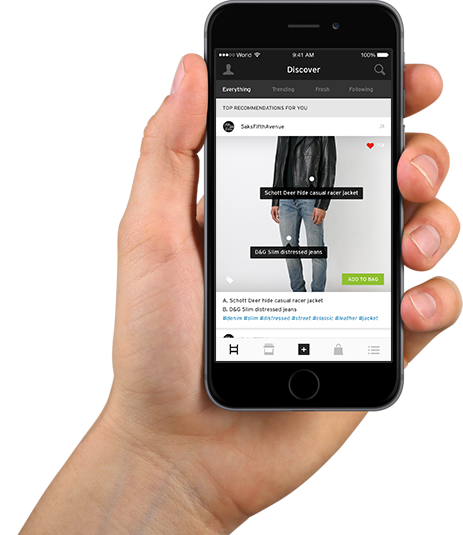 World 9:41 AM 100%
Discover
Everything Trending Fresh Following
TOP RECOMMENDATIONS FOR YOU
SaksFifthAvenue
Schott Deer hide casual racer jacket
D&G Slim distressed jeans
ADD TO BAG
A. Schott Deer hide casual racer jacket
B. D&G Slim distressed jeans
#denim #slim #distressed #street #classic #leather #jacket